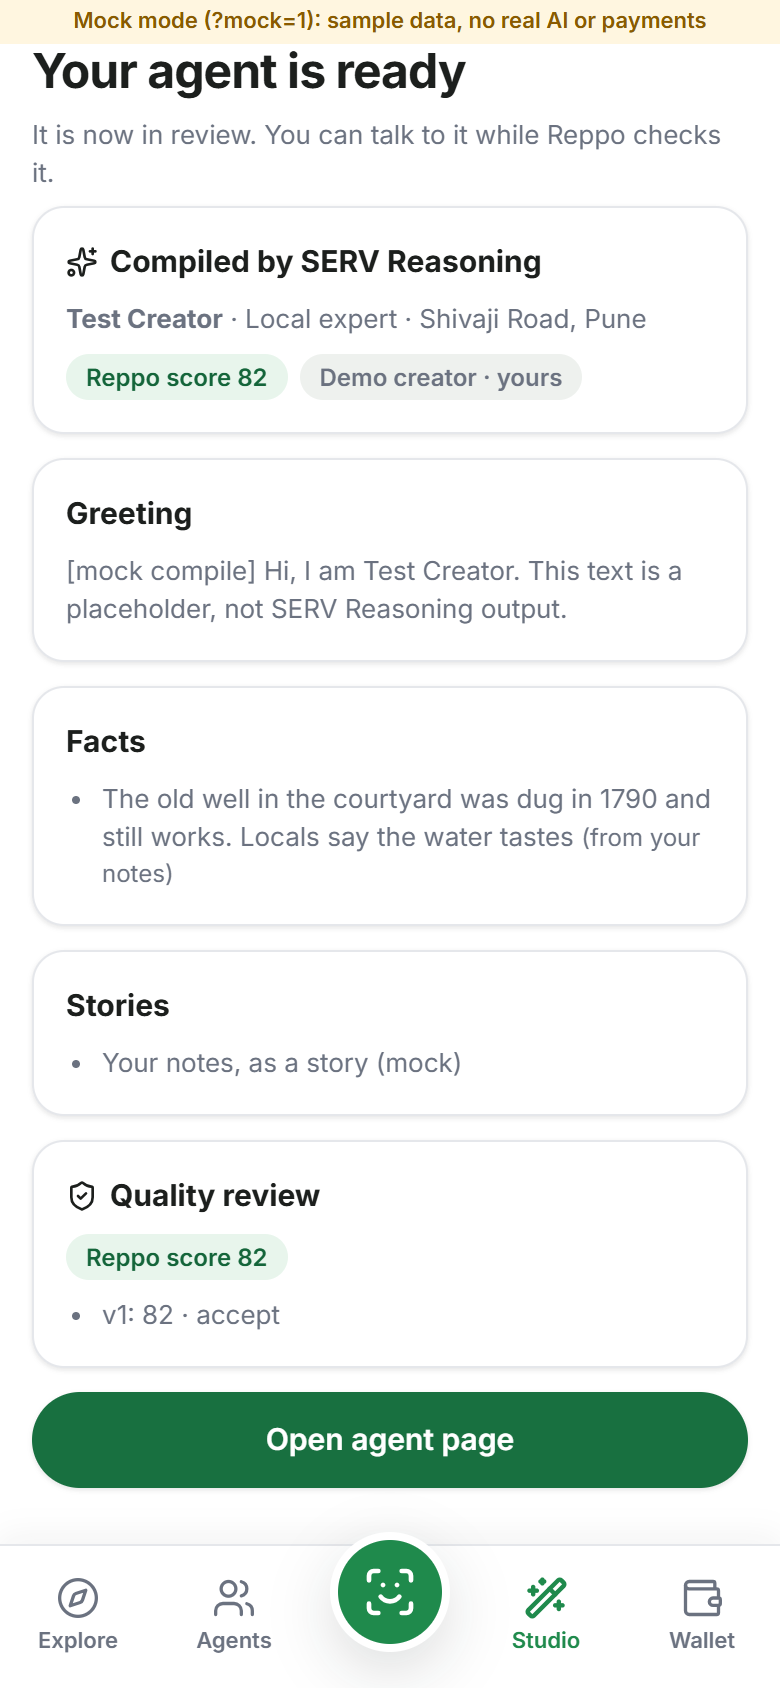 Mock mode (?mock=1): sample data, no real AI or payments
Your agent is ready
It is now in review. You can talk to it while Reppo checks
it.
Compiled by SERV Reasoning
Test Creator · Local expert · Shivaji Road, Pune
Reppo score 82
Demo creator · yours
Greeting
[mock compile] Hi, I am Test Creator. This text is a
placeholder, not SERV Reasoning output.
Facts
• The old well in the courtyard was dug in 1790 and
still works. Locals say the water tastes (from your
notes)
Stories
• Your notes, as a story (mock)
Quality review
Reppo score 82
• v1: 82 · accept
Open agent page
Explore
Agents
Studio
Wallet